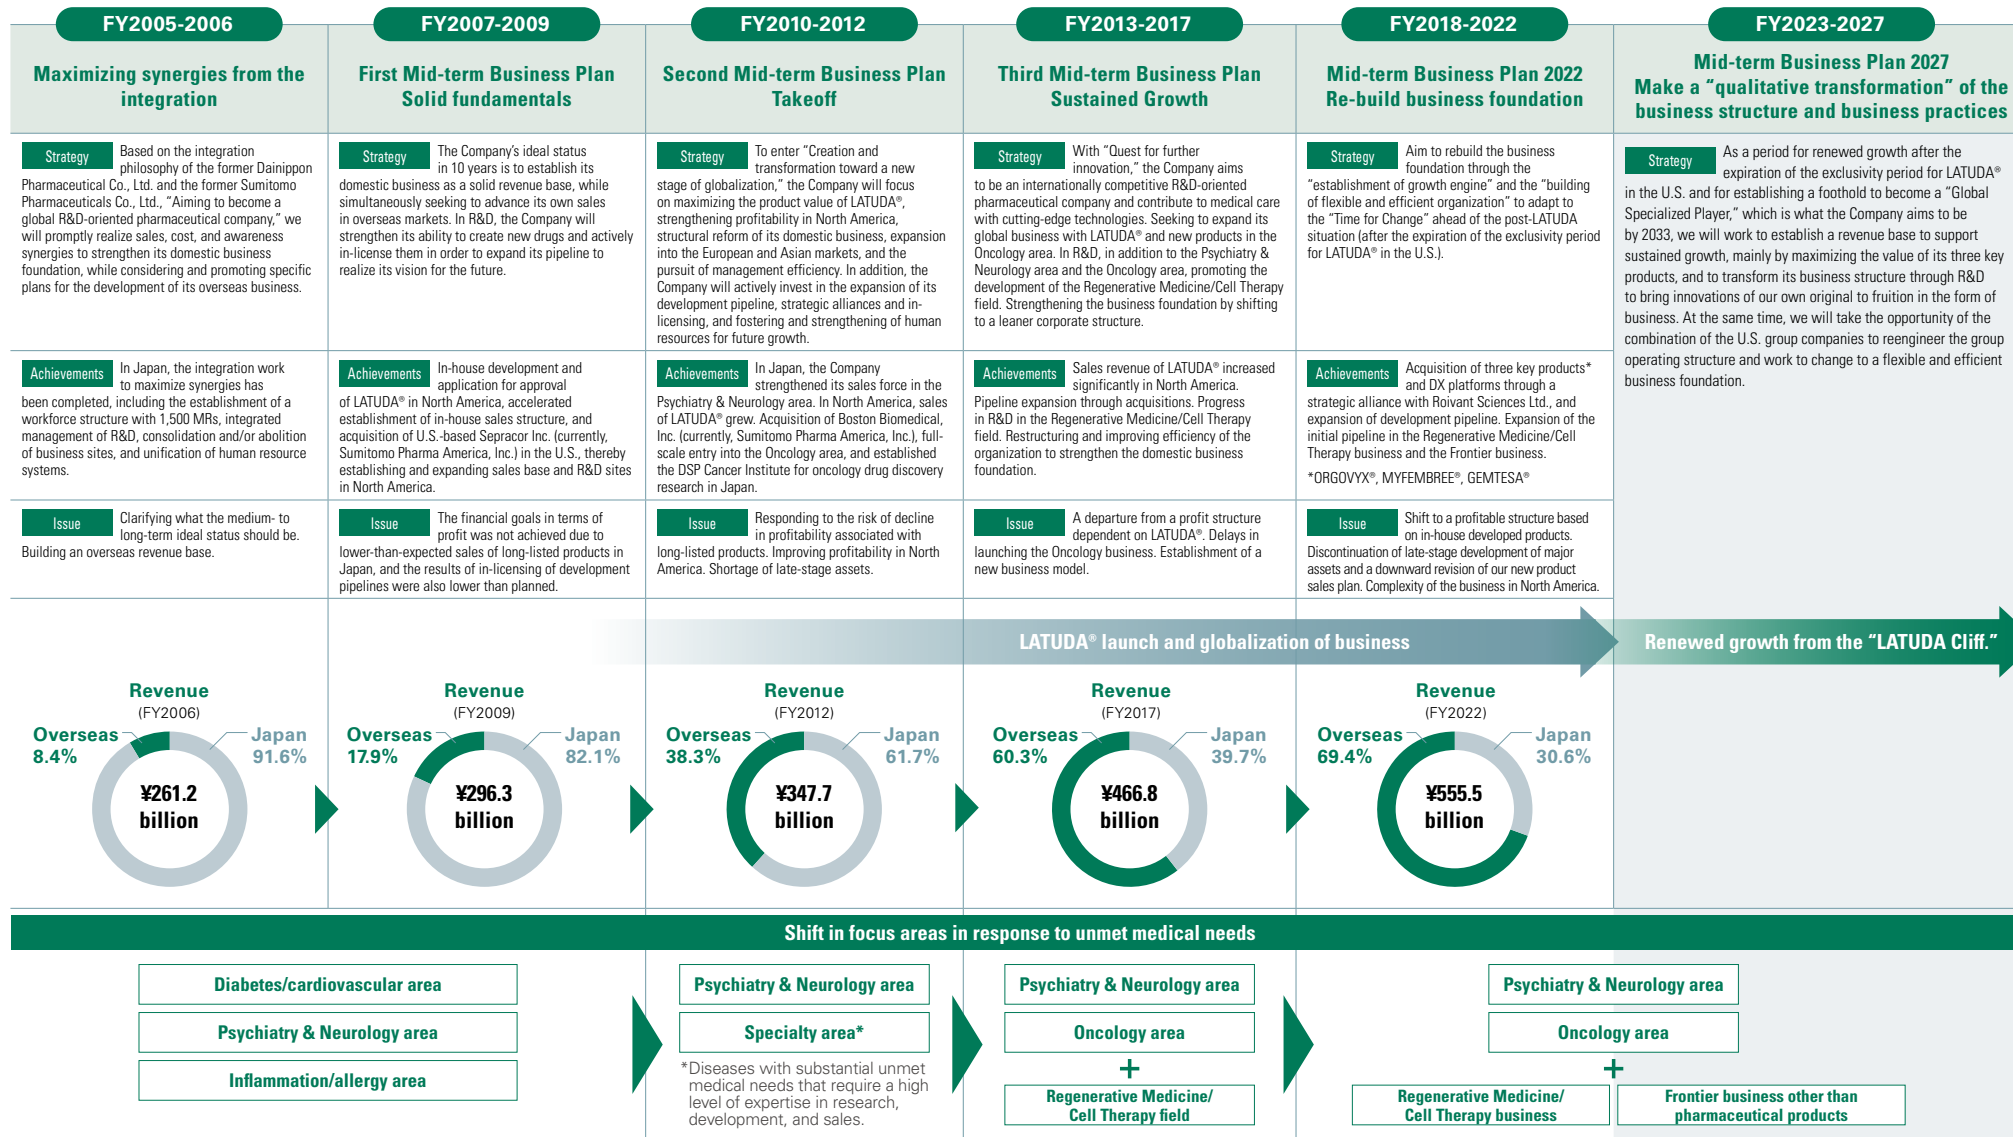 FY2005-2006
Maximizing synergies from the
integration
Strategy
Based on the integration
philosophy of the former Dainippon
Pharmaceutical Co., Ltd. and the former Sumitomo
Pharmaceuticals Co., Ltd., “Aiming to become a
global R&D-oriented pharmaceutical company,” we
will promptly realize sales, cost, and awareness
synergies to strengthen its domestic business
foundation, while considering and promoting specific
plans for the development of its overseas business.
Achievements
In Japan, the integration work
to maximize synergies has
been completed, including the establishment of a
workforce structure with 1,500 MRs, integrated
management of R&D, consolidation and/or abolition
of business sites, and unification of human resource
systems.
Issue
Clarifying what the medium- to
long-term ideal status should be.
Building an overseas revenue base.
FY2007-2009
First Mid-term Business Plan
Solid fundamentals
Strategy
The Company’s ideal status
in 10 years is to establish its
domestic business as a solid revenue base, while
simultaneously seeking to advance its own sales
in overseas markets. In R&D, the Company will
strengthen its ability to create new drugs and actively
in-license them in order to expand its pipeline to
realize its vision for the future.
Achievements
In-house development and
application for approval
of LATUDA® in North America, accelerated
establishment of in-house sales structure, and
acquisition of U.S.-based Sepracor Inc. (currently,
Sumitomo Pharma America, Inc.) in the U.S., thereby
establishing and expanding sales base and R&D sites
in North America.
Issue
The financial goals in terms of
profit was not achieved due to
lower-than-expected sales of long-listed products in
Japan, and the results of in-licensing of development
pipelines were also lower than planned.
FY2010-2012
Second Mid-term Business Plan
Takeoff
Strategy
To enter “Creation and
transformation toward a new
stage of globalization,” the Company will focus
on maximizing the product value of LATUDA®,
strengthening profitability in North America,
structural reform of its domestic business, expansion
into the European and Asian markets, and the
pursuit of management efficiency. In addition, the
Company will actively invest in the expansion of its
development pipeline, strategic alliances and in-
licensing, and fostering and strengthening of human
resources for future growth.
Achievements
In Japan, the Company
strengthened its sales force in the
Psychiatry & Neurology area. In North America, sales
of LATUDA® grew. Acquisition of Boston Biomedical,
Inc. (currently, Sumitomo Pharma America, Inc.), full-
scale entry into the Oncology area, and established
the DSP Cancer Institute for oncology drug discovery
research in Japan.
Issue
Responding to the risk of decline
in profitability associated with
long-listed products. Improving profitability in North
America. Shortage of late-stage assets.
FY2013-2017
Third Mid-term Business Plan
Sustained Growth
Strategy
With “Quest for further
innovation,” the Company aims
to be an internationally competitive R&D-oriented
pharmaceutical company and contribute to medical care
with cutting-edge technologies. Seeking to expand its
global business with LATUDA® and new products in the
Oncology area. In R&D, in addition to the Psychiatry &
Neurology area and the Oncology area, promoting the
development of the Regenerative Medicine/Cell Therapy
field. Strengthening the business foundation by shifting
to a leaner corporate structure.
Achievements
Sales revenue of LATUDA® increased
significantly in North America.
Pipeline expansion through acquisitions. Progress
in R&D in the Regenerative Medicine/Cell Therapy
field. Restructuring and improving efficiency of the
organization to strengthen the domestic business
foundation.
Issue
A departure from a profit structure
dependent on LATUDA®. Delays in
launching the Oncology business. Establishment of a
new business model.
FY2018-2022
Mid-term Business Plan 2022
Re-build business foundation
Strategy
Aim to rebuild the business
foundation through the
“establishment of growth engine” and the “building
of flexible and efficient organization” to adapt to
the “Time for Change” ahead of the post-LATUDA
situation (after the expiration of the exclusivity period
for LATUDA® in the U.S.).
Achievements
Acquisition of three key products*
and DX platforms through a
strategic alliance with Roivant Sciences Ltd., and
expansion of development pipeline. Expansion of the
initial pipeline in the Regenerative Medicine/Cell
Therapy business and the Frontier business.
*ORGOVYX®, MYFEMBREE®, GEMTESA®
Issue
Shift to a profitable structure based
on in-house developed products.
Discontinuation of late-stage development of major
assets and a downward revision of our new product
sales plan. Complexity of the business in North America.
FY2023-2027
Mid-term Business Plan 2027
Make a “qualitative transformation” of the
business structure and business practices
Strategy
As a period for renewed growth after the
expiration of the exclusivity period for LATUDA®
in the U.S. and for establishing a foothold to become a “Global
Specialized Player,” which is what the Company aims to be
by 2033, we will work to establish a revenue base to support
sustained growth, mainly by maximizing the value of its three key
products, and to transform its business structure through R&D
to bring innovations of our own original to fruition in the form of
business. At the same time, we will take the opportunity of the
combination of the U.S. group companies to reengineer the group
operating structure and work to change to a flexible and efficient
business foundation.
LATUDA® launch and globalization of business
Renewed growth from the “LATUDA Cliff.”
Revenue
(FY2006)
Overseas
8.4%
Japan
91.6%
¥261.2
billion
Revenue
(FY2009)
Overseas
17.9%
Japan
82.1%
¥296.3
billion
Revenue
(FY2012)
Overseas
38.3%
Japan
61.7%
¥347.7
billion
Revenue
(FY2017)
Overseas
60.3%
Japan
39.7%
¥466.8
billion
Revenue
(FY2022)
Overseas
69.4%
Japan
30.6%
¥555.5
billion
Shift in focus areas in response to unmet medical needs
Diabetes/cardiovascular area
Psychiatry & Neurology area
Inflammation/allergy area
Psychiatry & Neurology area
Specialty area*
*Diseases with substantial unmet
medical needs that require a high
level of expertise in research,
development, and sales.
Psychiatry & Neurology area
Oncology area
+
Regenerative Medicine/
Cell Therapy field
Psychiatry & Neurology area
Oncology area
+
Regenerative Medicine/
Cell Therapy business
Frontier business other than
pharmaceutical products